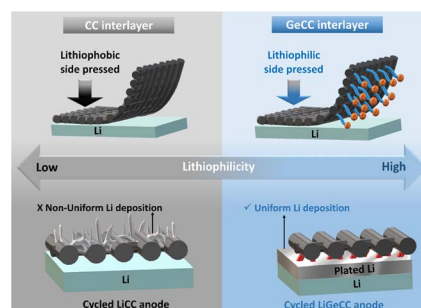 CC interlayer
Lithiophobic
side pressed
Li
GeCC interlayer
Lithiophilic
side pressed
Li
Low
Lithiophilicity
High
X Non-Uniform Li deposition
Li
Cycled LiCC anode
✓ Uniform Li deposition
Plated Li
Li
Cycled LiGeCC anode